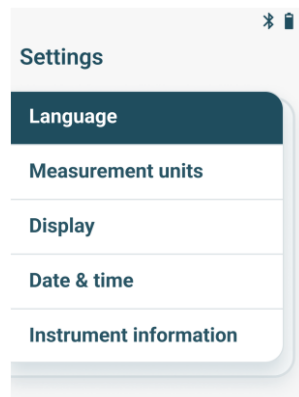 Settings
Language
Measurement units
Display
Date & time
Instrument information